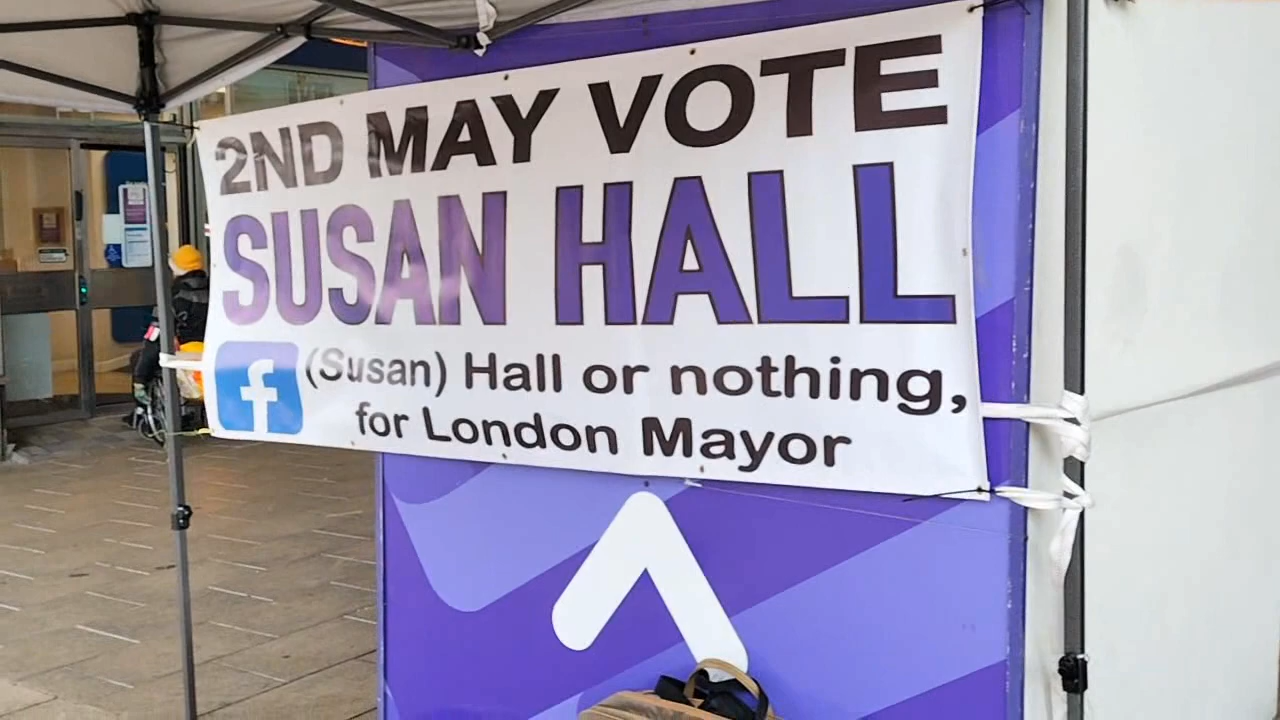 2ND MAY VOTE
SUSAN HALL
(Susan) Hall or nothing,
for London Mayor